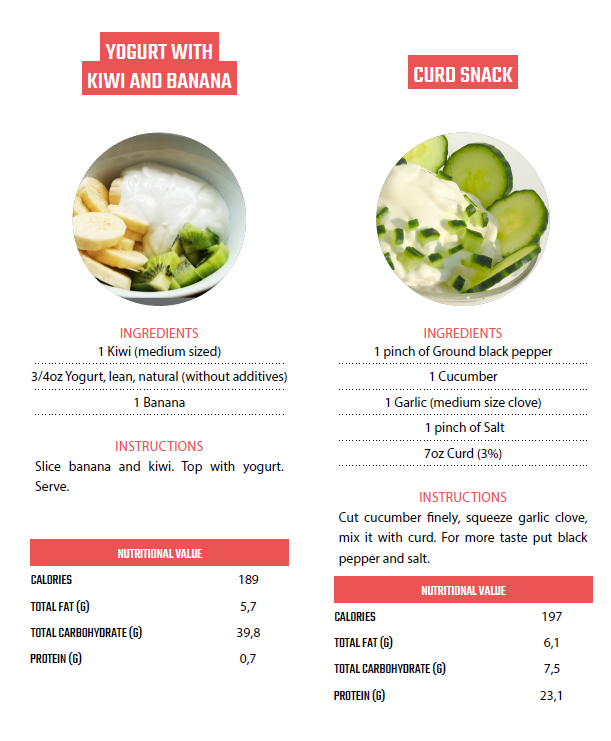 YOGURT WITH
KIWI AND BANANA
INGREDIENTS
1 Kiwi (medium sized)
3/4oz Yogurt, lean, natural (without additives)
1 Banana
INSTRUCTIONS
Slice banana and kiwi. Top with yogurt.
Serve.
NUTRITIONAL VALUE
CALORIES 189
TOTAL FAT (G) 5,7
TOTAL CARBOHYDRATE (G) 39,8
PROTEIN (G) 0,7
CURD SNACK
INGREDIENTS
1 pinch of Ground black pepper
1 Cucumber
1 Garlic (medium size clove)
1 pinch of Salt
7oz Curd (3%)
INSTRUCTIONS
Cut cucumber finely, squeeze garlic clove,
mix it with curd. For more taste put black
pepper and salt.
NUTRITIONAL VALUE
CALORIES 197
TOTAL FAT (G) 6,1
TOTAL CARBOHYDRATE (G) 7,5
PROTEIN (G) 23,1